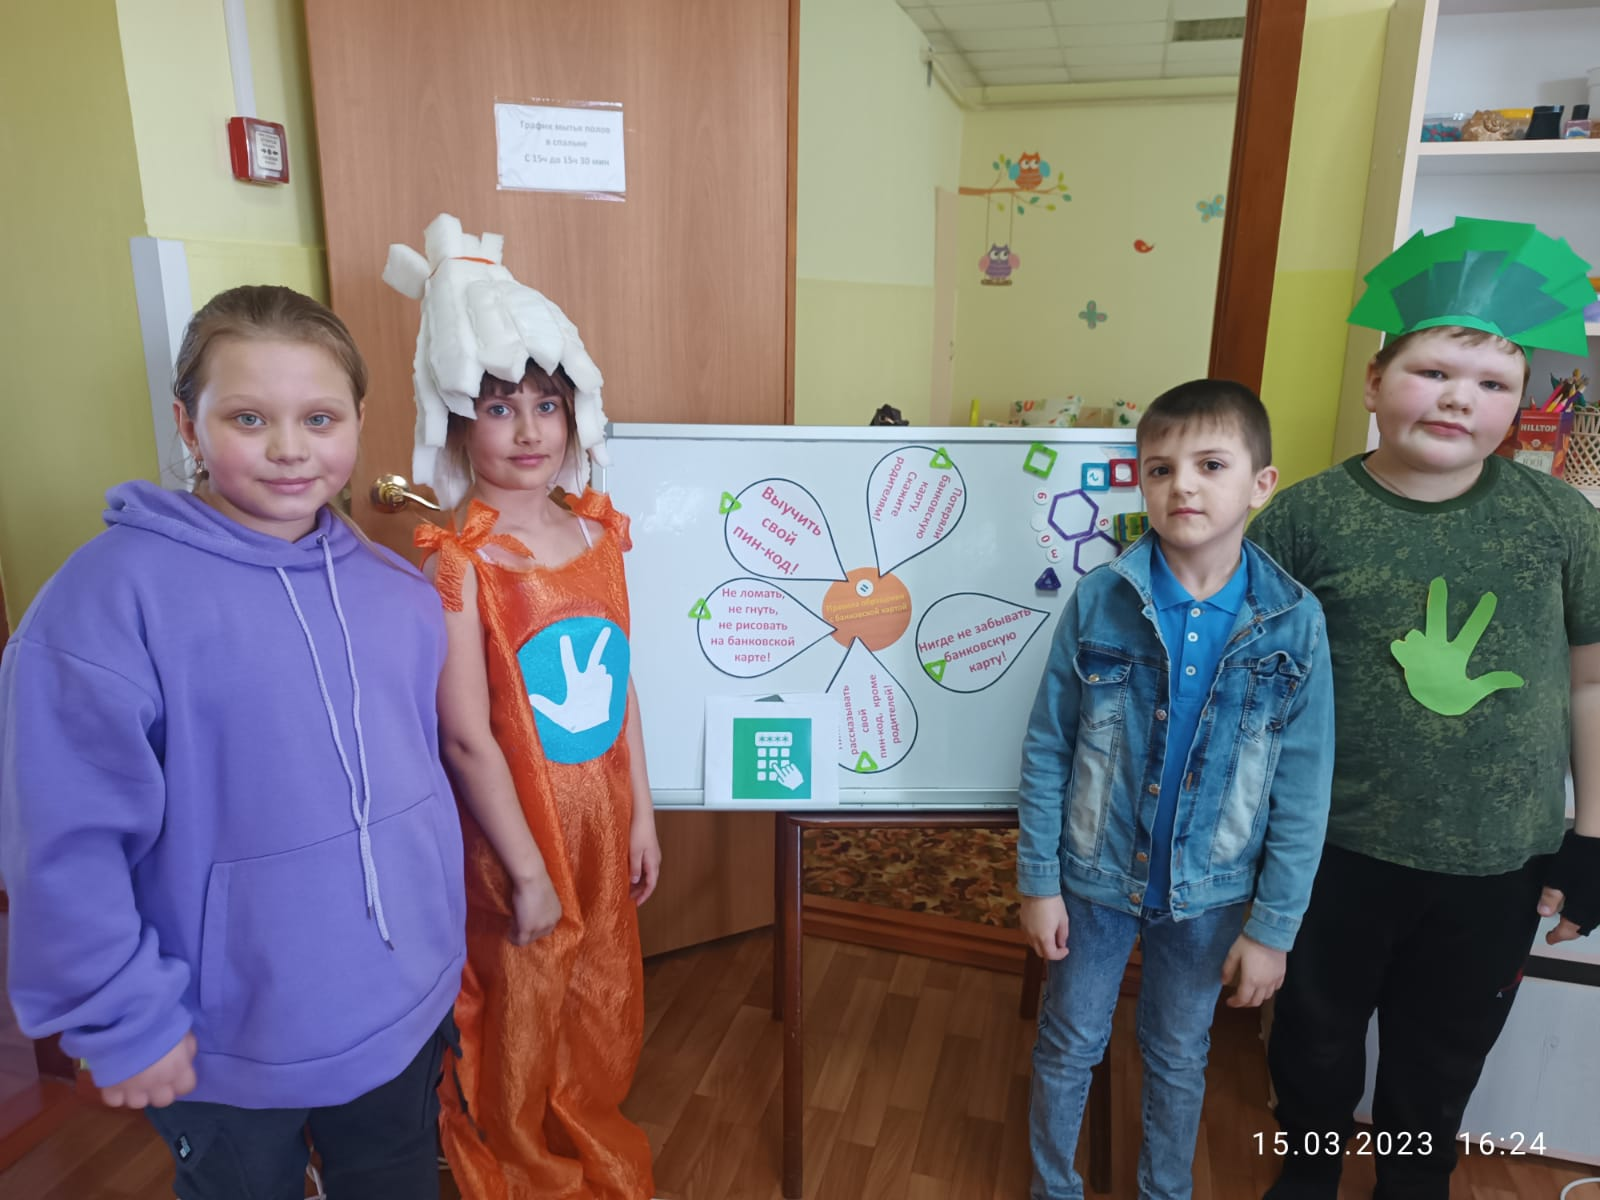 График мытья полов
в спальне
С 15ч до 15ч 30 мин
Выучить
свой
пин-код!
Потеряли
банковскую
карту,
Скажите
родителям!
Не ломать,
не гнуть,
не рисовать
на банковской
карте!
Правила обращения
с банковской картой
Нигде не забывать
банковскую
карту!
рассказывать
свой
пин-код, кроме
родителей!
****
HILLTOP
15.03.2023 16:24